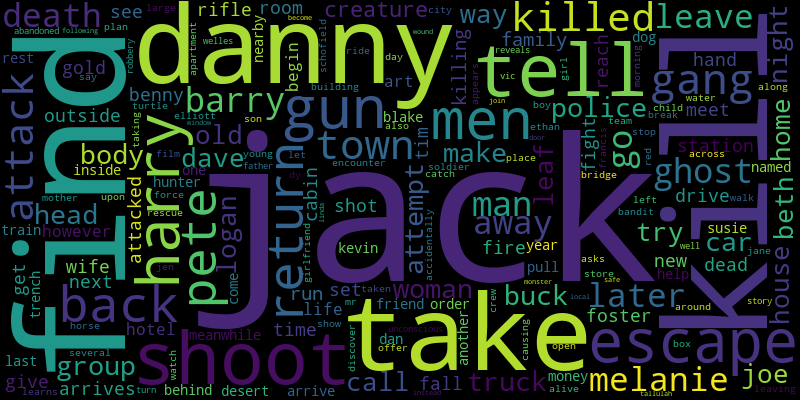 death
danny
killed
leave
find
see
rifle
room
creature
way
family
dog
tell
gang
night
gold
nearby
begin
benny
art
barry
gun
men
police
reach
hand
meet
kill
attack
outside
rest
old
town
blake
also
tim
make
go
fight
station
home
beth
body
inside
harry
dave
son
young
father
attempt
place
man
leaf
ghost
drive
walk
named
hunter
cabin
shot
fire
year
try
car
susie
head
however
attacked
pete
logan
return
jack
away
kevin
new
dead
help
train
wife
next
come
run
set
life
woman
friend
order
pull
store
buck
later
house
get
trench
hotel
time
show
back
group
shoot
take
another
crew
causing
foster
escape
around
story
box
last
arrives
meanwhile
watch
behind
desert
discover
dan
offer
call
fall
truck
money
alive
open
melanie
joe
give
learns
turn
arrive
unconscious
instead
monster
local
safe
tallulah
leaving
abandoned
following
say
plan
robbery
large
become
city
apartment
welles
schofield
wound
day
ride
reveals
appears
building
vic
girl
morning
join
boy
team
child
water
break
along
mother
upon
film
turtle
elliott
window
taking
force
rescue
one
jen
let
encounter
soldier
catch
accidentally
girlfriend
ethan
door
francis
bridge
bandit
red
stop
across
left
asks
well
jane
horse
several
mr
taken
killing